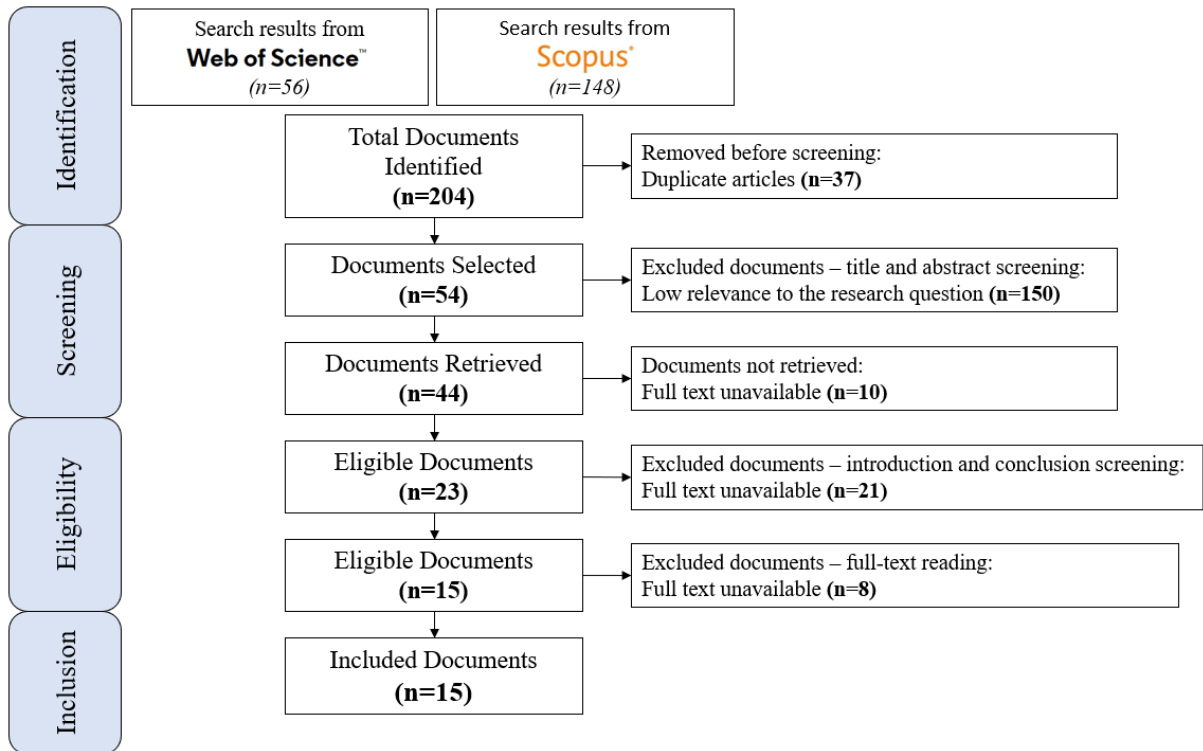 Identification
Search results from
Web of Science™
(n=56)
Search results from
Scopus®
(n=148)
Total Documents
Identified
(n=204)
Removed before screening:
Duplicate articles (n=37)
Screening
Documents Selected
(n=54)
Excluded documents – title and abstract screening:
Low relevance to the research question (n=150)
Documents Retrieved
(n=44)
Documents not retrieved:
Full text unavailable (n=10)
Eligibility
Eligible Documents
(n=23)
Excluded documents – introduction and conclusion screening:
Full text unavailable (n=21)
Eligible Documents
(n=15)
Excluded documents – full-text reading:
Full text unavailable (n=8)
Inclusion
Included Documents
(n=15)